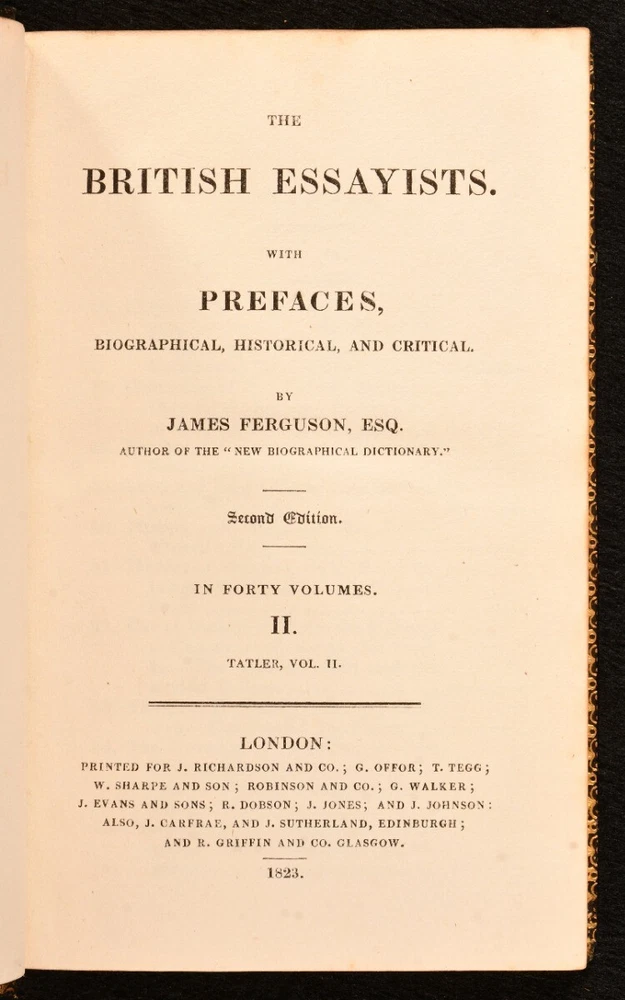 THE
BRITISH ESSAYISTS.
WITH
PREFACES,
BIOGRAPHICAL, HISTORICAL, AND CRITICAL.
BY
JAMES FERGUSON, ESQ.
AUTHOR OF THE "NEW BIOGRAPHICAL DICTIONARY."
Second Edition.
IN FORTY VOLUMES.
II.
TATLER, VOL. II.
LONDON:
PRINTED FOR J. RICHARDSON AND CO.; G. OFFOR; T. TEGG;
W. SHARPE AND SON; ROBINSON AND CO.; G. WALKER;
J. EVANS AND SONS; R. DOBSON; J. JONES; AND J. JOHNSON:
ALSO, J. CARFRAE, AND J. SUTHERLAND, EDINBURGH;
AND R. GRIFFIN AND CO. GLASGOW.
1823.